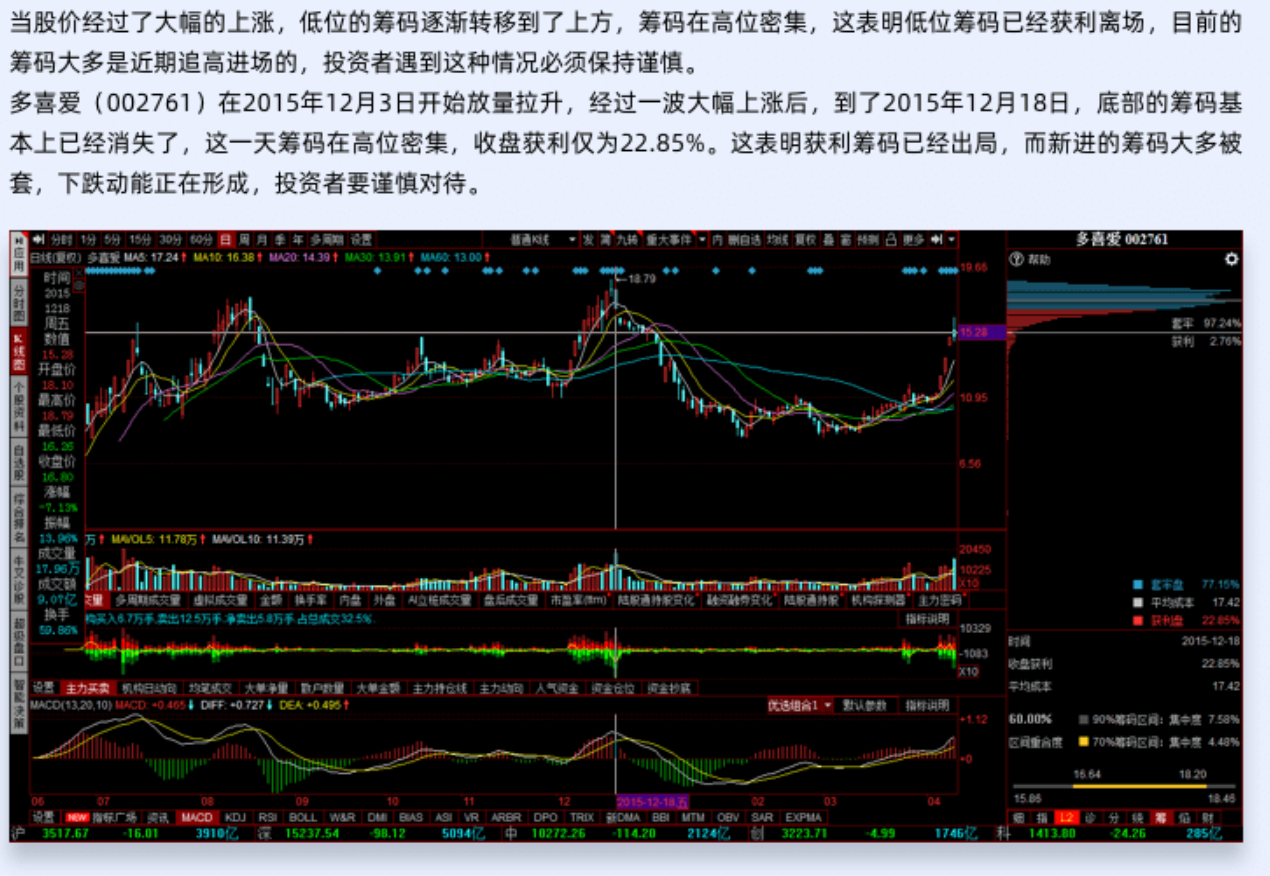 当股价经过了大幅的上涨，低位的筹码逐渐转移到了上方，筹码在高位密集，这表明低位筹码已经获利离场，目前的
筹码大多是近期追高进场的，投资者遇到这种情况必须保持谨慎。
多喜爱（002761）在2015年12月3日开始放量拉升，经过一波大幅上涨后，到了2015年12月18日，底部的筹码基
本上已经消失了，这一天筹码在高位密集，收盘获利仅为22.85%。这表明获利筹码已经出局，而新进的筹码大多被
套，下跌动能正在形成，投资者要谨慎对待。
分时 1分 5分 15分 30分 60分 日 周 月 季 年 多周期 设置 普通K线 九转 重大事件 内 删自选 均线 复权 叠 窗 预测 更多
多喜爱 002761
日线(复权) 多喜爱 MA5: 17.24 MA10: 16.38 MA20: 14.39 MA30: 13.91 MA60: 13.00
帮助
应用
分时图
K线图
个股资料
自选股
综合排名
牛叉诊股
超级盘口
智能决策
时间
2015
1218
周五
数值
15.28
开盘价
18.10
最高价
18.79
最低价
16.26
收盘价
16.80
涨幅
-7.13%
振幅
13.96%
成交量
17.96万
成交额
9.07亿
换手
59.86%
18.79
19.65
15.28
10.95
6.56
套牢 97.24%
获利 2.76%
万 MAVOL5: 11.78万 MAVOL10: 11.39万
20450
10225
X10
多周期成交量 虚拟成交量 金额 换手率 内盘 外盘 AI立桩成交量 盘后成交量 市盈率(ttm) 陆股通持股变化 融资融券变化 陆股通持股 机构探测器 主力密码
购买入6.7万手,卖出12.5万手,净卖出5.8万手,占总成交32.5%.
指标说明
10329
-1083
X10
设置 主力买卖 机构日动向 均笔成交 大单净量 散户数量 大单金额 主力持仓线 主力动向 人气资金 资金仓位 资金抄底
MACD(13,20,10) MACD: +0.465 DIFF: +0.727 DEA: +0.495
优选组合1 默认参数 指标说明
+1.12
+0
06 07 08 09 10 11 12 2015-12-18,五 02 03 04
套牢盘 77.15%
平均成本 17.42
获利盘 22.85%
时间 2015-12-18
收盘获利 22.85%
平均成本 17.42
60.00% 90%筹码区间：集中度 7.58%
区间重合度 70%筹码区间：集中度 4.48%
16.64 18.20
15.86 18.46
设置 NEW 指标广场 资讯 MACD KDJ RSI BOLL W&R DMI BIAS ASI VR ARBR DPO TRIX 新DMA BBI MTM OBV SAR EXPMA
细 指 L2 诊 分 筹 财
沪 3517.67 -16.01 3910亿 深 15237.54 -98.12 5094亿 中 10272.26 -114.20 2124亿 创 3223.71 -4.99 1746亿 科 1413.80 -24.26 285亿